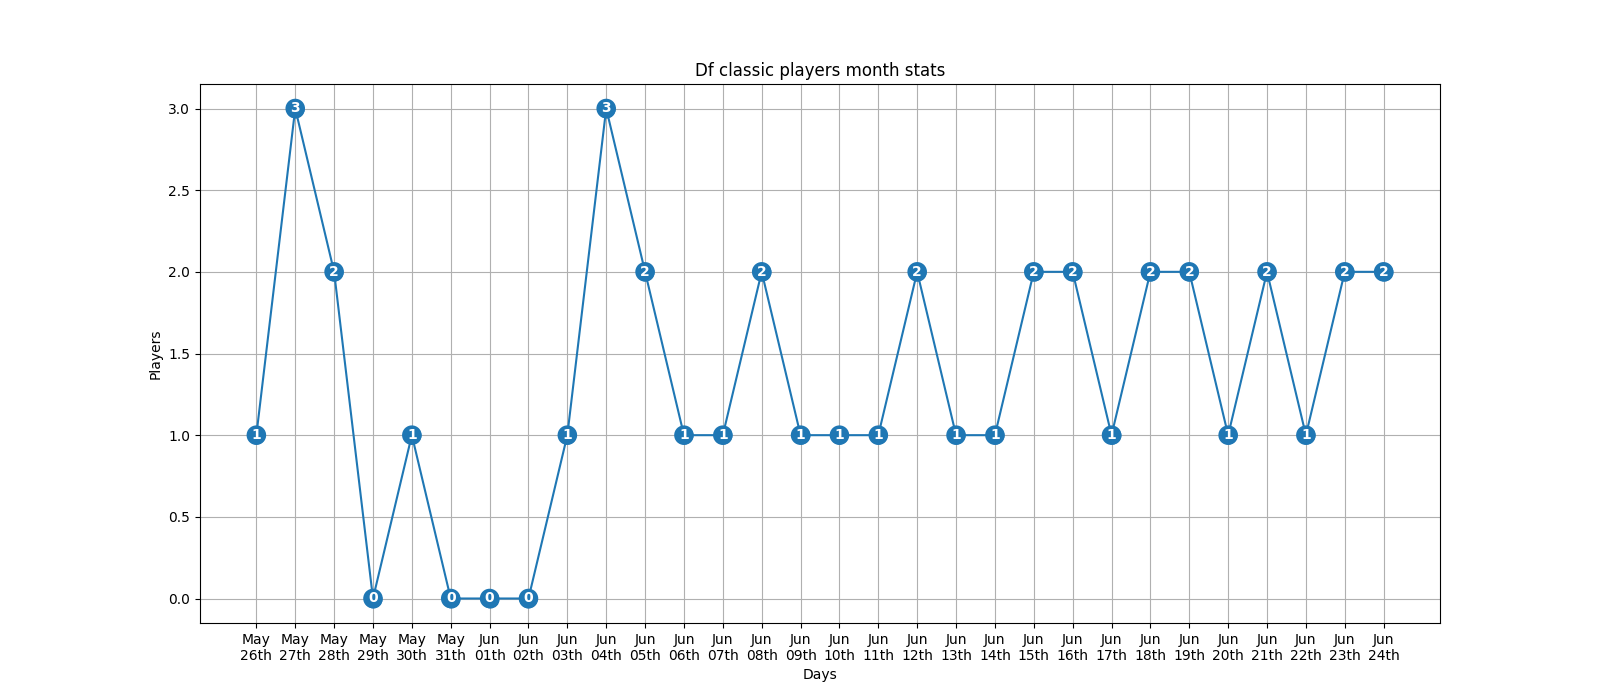 Df classic players month stats
3.0
2.5
2.0
1.5
1.0
0.5
0.0
Players
1 3 2 0 1 0 0 0 1 3 2 1 1 2 1 1 1 2 1 1 2 2 1 2 2 1 2 1 2 2
May May May May May May Jun Jun Jun Jun Jun Jun Jun Jun Jun Jun Jun Jun Jun Jun Jun Jun Jun Jun Jun Jun Jun Jun Jun Jun
26th 27th 28th 29th 30th 31th 01th 02th 03th 04th 05th 06th 07th 08th 09th 10th 11th 12th 13th 14th 15th 16th 17th 18th 19th 20th 21th 22th 23th 24th
Days